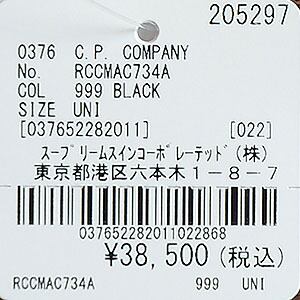 205297
0376 C.P. COMPANY
No. RCCMAC734A
COL 999 BLACK
SIZE UNI
[037652282011] [022]
スープリームスインコーポレーテッド(株)
東京都港区六本木1-8-7
0376522820110228​68
¥38,500(税込)
RCCMAC734A 999 UNI